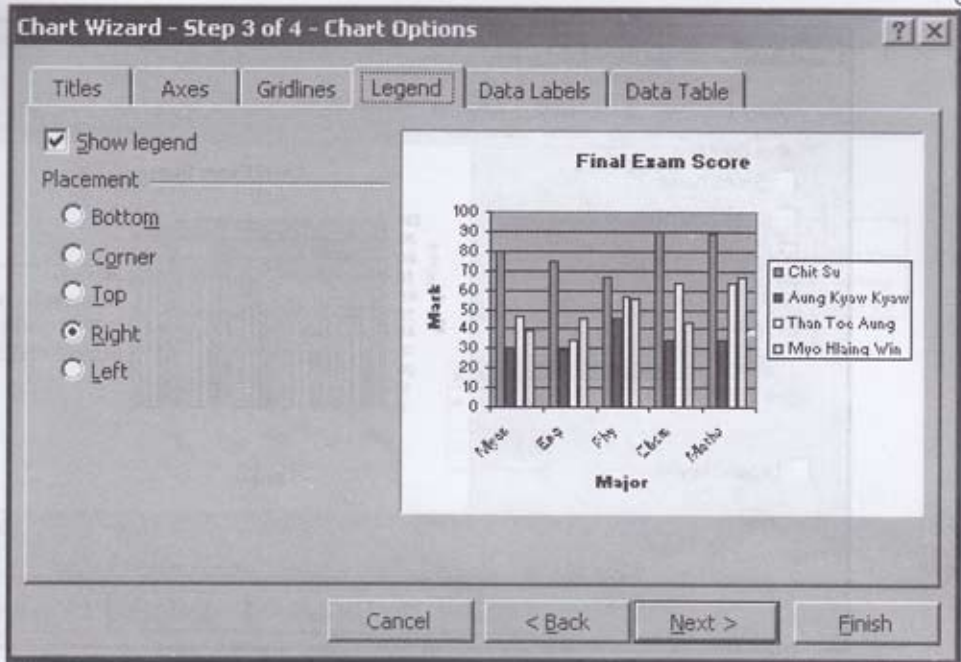 Chart Wizard - Step 3 of 4 - Chart Options
? ×
Titles Axes Gridlines Legend Data Labels Data Table
Show legend
Placement
Bottom
Corner
Top
Right
Left
Final Exam Score
100
90
80
70
60
50
40
30
20
10
0
Mark
Eng Phy Chem Maths
Major
Chit Su
Aung Kyaw Kyaw
Than Toe Aung
Myo Hlaing Win
Cancel < Back Next > Finish